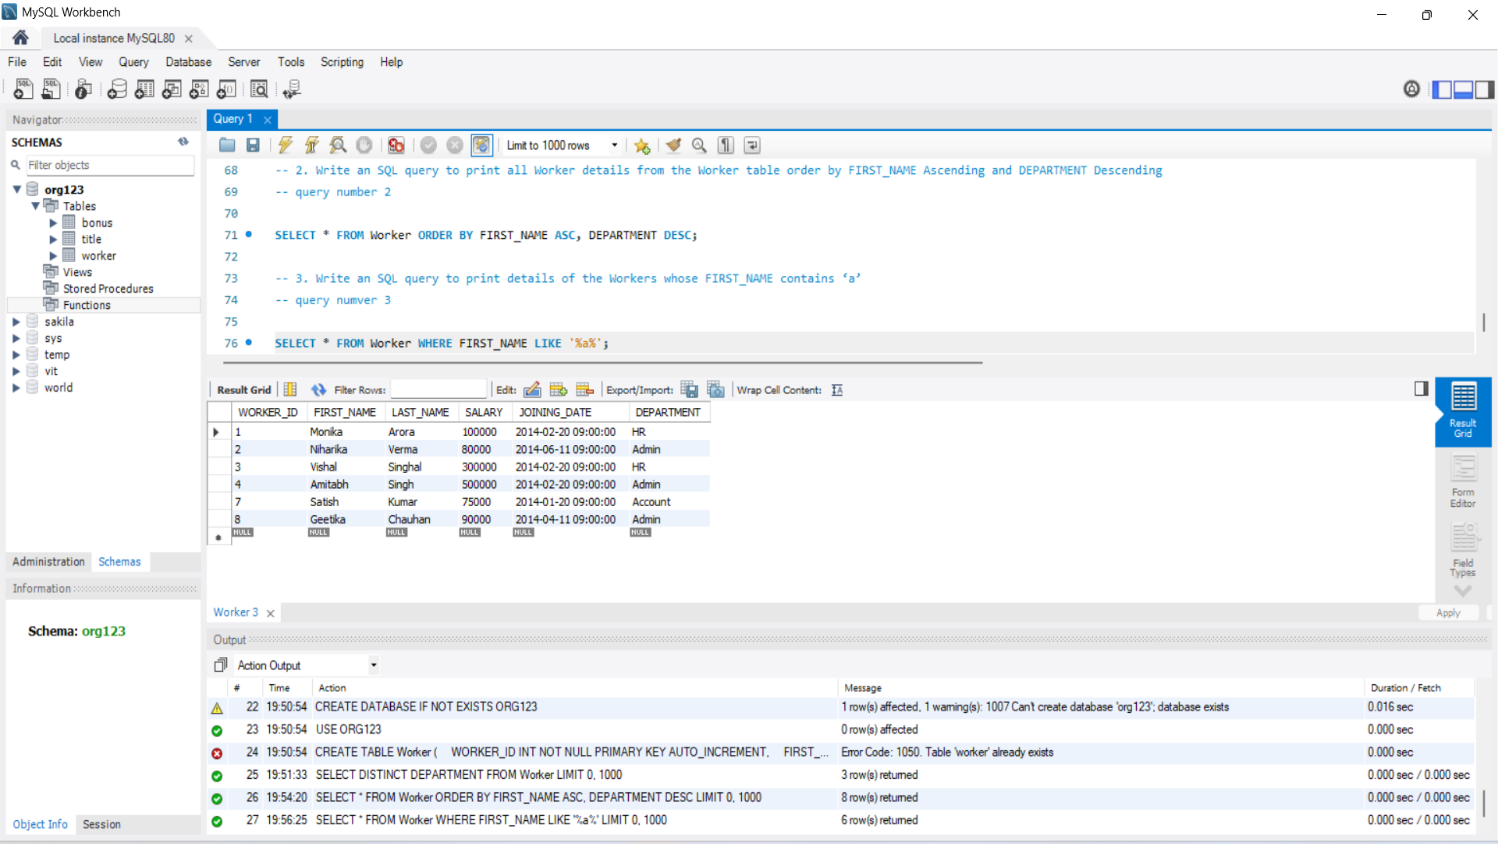 MySQL Workbench
Local instance MySQL80
File Edit View Query Database Server Tools Scripting Help
Navigator
SCHEMAS
Filter objects
org123
Tables
bonus
title
worker
Views
Stored Procedures
Functions
sakila
sys
temp
vit
world
Administration Schemas
Information
Schema: org123
Object Info Session
Query 1
Limit to 1000 rows
68 -- 2. Write an SQL query to print all Worker details from the Worker table order by FIRST_NAME Ascending and DEPARTMENT Descending
69 -- query number 2
70
71 SELECT * FROM Worker ORDER BY FIRST_NAME ASC, DEPARTMENT DESC;
72
73 -- 3. Write an SQL query to print details of the Workers whose FIRST_NAME contains ‘a’
74 -- query numver 3
75
76 SELECT * FROM Worker WHERE FIRST_NAME LIKE '%a%';
Result Grid Filter Rows: Edit: Export/Import: Wrap Cell Content:
WORKER_ID FIRST_NAME LAST_NAME SALARY JOINING_DATE DEPARTMENT
1 Monika Arora 100000 2014-02-20 09:00:00 HR
2 Niharika Verma 80000 2014-06-11 09:00:00 Admin
3 Vishal Singhal 300000 2014-02-20 09:00:00 HR
4 Amitabh Singh 500000 2014-02-20 09:00:00 Admin
7 Satish Kumar 75000 2014-01-20 09:00:00 Account
8 Geetika Chauhan 90000 2014-04-11 09:00:00 Admin
NULL NULL NULL NULL NULL NULL
Result Grid
Form Editor
Field Types
Worker 3
Apply
Output
Action Output
# Time Action Message Duration / Fetch
22 19:50:54 CREATE DATABASE IF NOT EXISTS ORG123 1 row(s) affected, 1 warning(s): 1007 Can't create database 'org123'; database exists 0.016 sec
23 19:50:54 USE ORG123 0 row(s) affected 0.000 sec
24 19:50:54 CREATE TABLE Worker ( WORKER_ID INT NOT NULL PRIMARY KEY AUTO_INCREMENT, FIRST_... Error Code: 1050. Table 'worker' already exists 0.000 sec
25 19:51:33 SELECT DISTINCT DEPARTMENT FROM Worker LIMIT 0, 1000 3 row(s) returned 0.000 sec / 0.000 sec
26 19:54:20 SELECT * FROM Worker ORDER BY FIRST_NAME ASC, DEPARTMENT DESC LIMIT 0, 1000 8 row(s) returned 0.000 sec / 0.000 sec
27 19:56:25 SELECT * FROM Worker WHERE FIRST_NAME LIKE '%a%' LIMIT 0, 1000 6 row(s) returned 0.000 sec / 0.000 sec